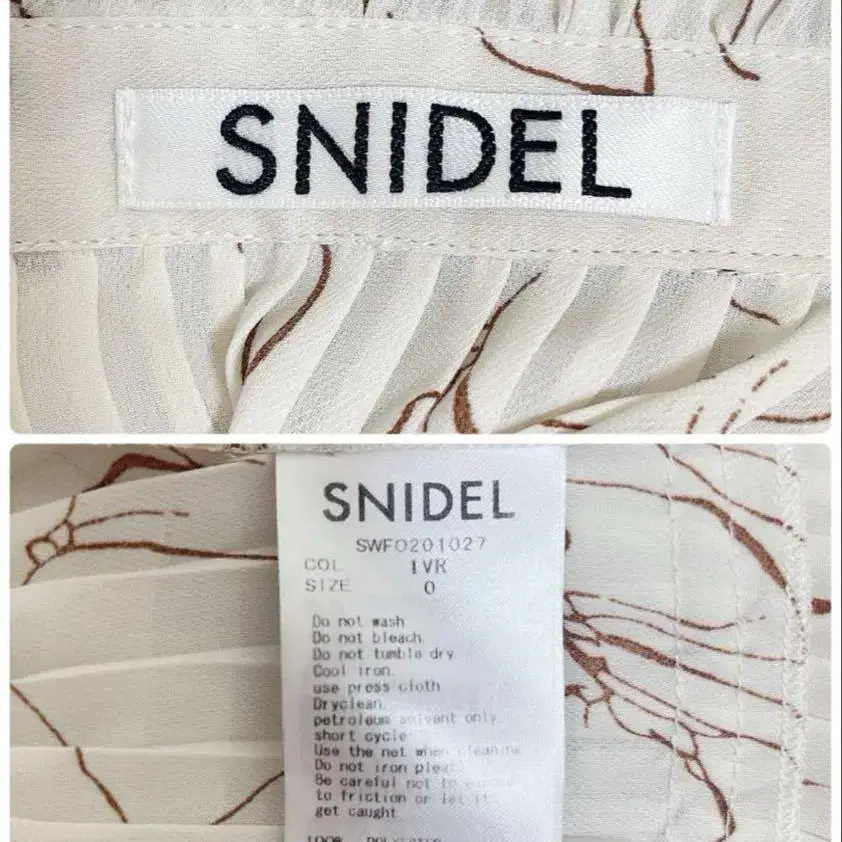 SNIDEL
SNIDEL
SWFO201027
COL IVR
SIZE 0
Do not wash
Do not bleach
Do not tumble dry
Cool iron
use press cloth
Dryclean
petroleum solvent only
short cycle
Use the net when cleaning
Do not iron
Be careful not to
to friction or let it
get caught
100%